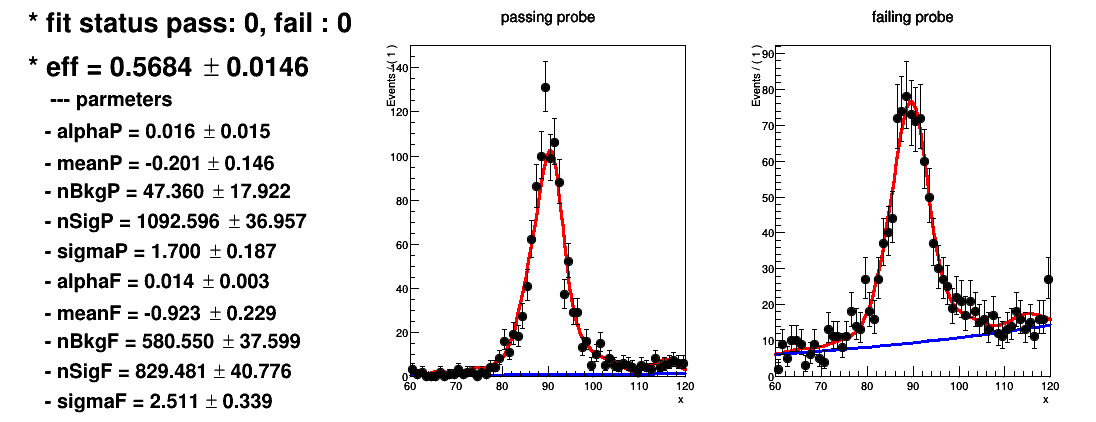 * fit status pass: 0, fail : 0
* eff = 0.5684 ± 0.0146
--- parmeters
- alphaP = 0.016 ± 0.015
- meanP = -0.201 ± 0.146
- nBkgP = 47.360 ± 17.922
- nSigP = 1092.596 ± 36.957
- sigmaP = 1.700 ± 0.187
- alphaF = 0.014 ± 0.003
- meanF = -0.923 ± 0.229
- nBkgF = 580.550 ± 37.599
- nSigF = 829.481 ± 40.776
- sigmaF = 2.511 ± 0.339
passing probe
Events / ( 1 )
140
120
100
80
60
40
20
0
60 70 80 90 100 110 120
x
failing probe
Events / ( 1 )
90
80
70
60
50
40
30
20
10
0
60 70 80 90 100 110 120
x